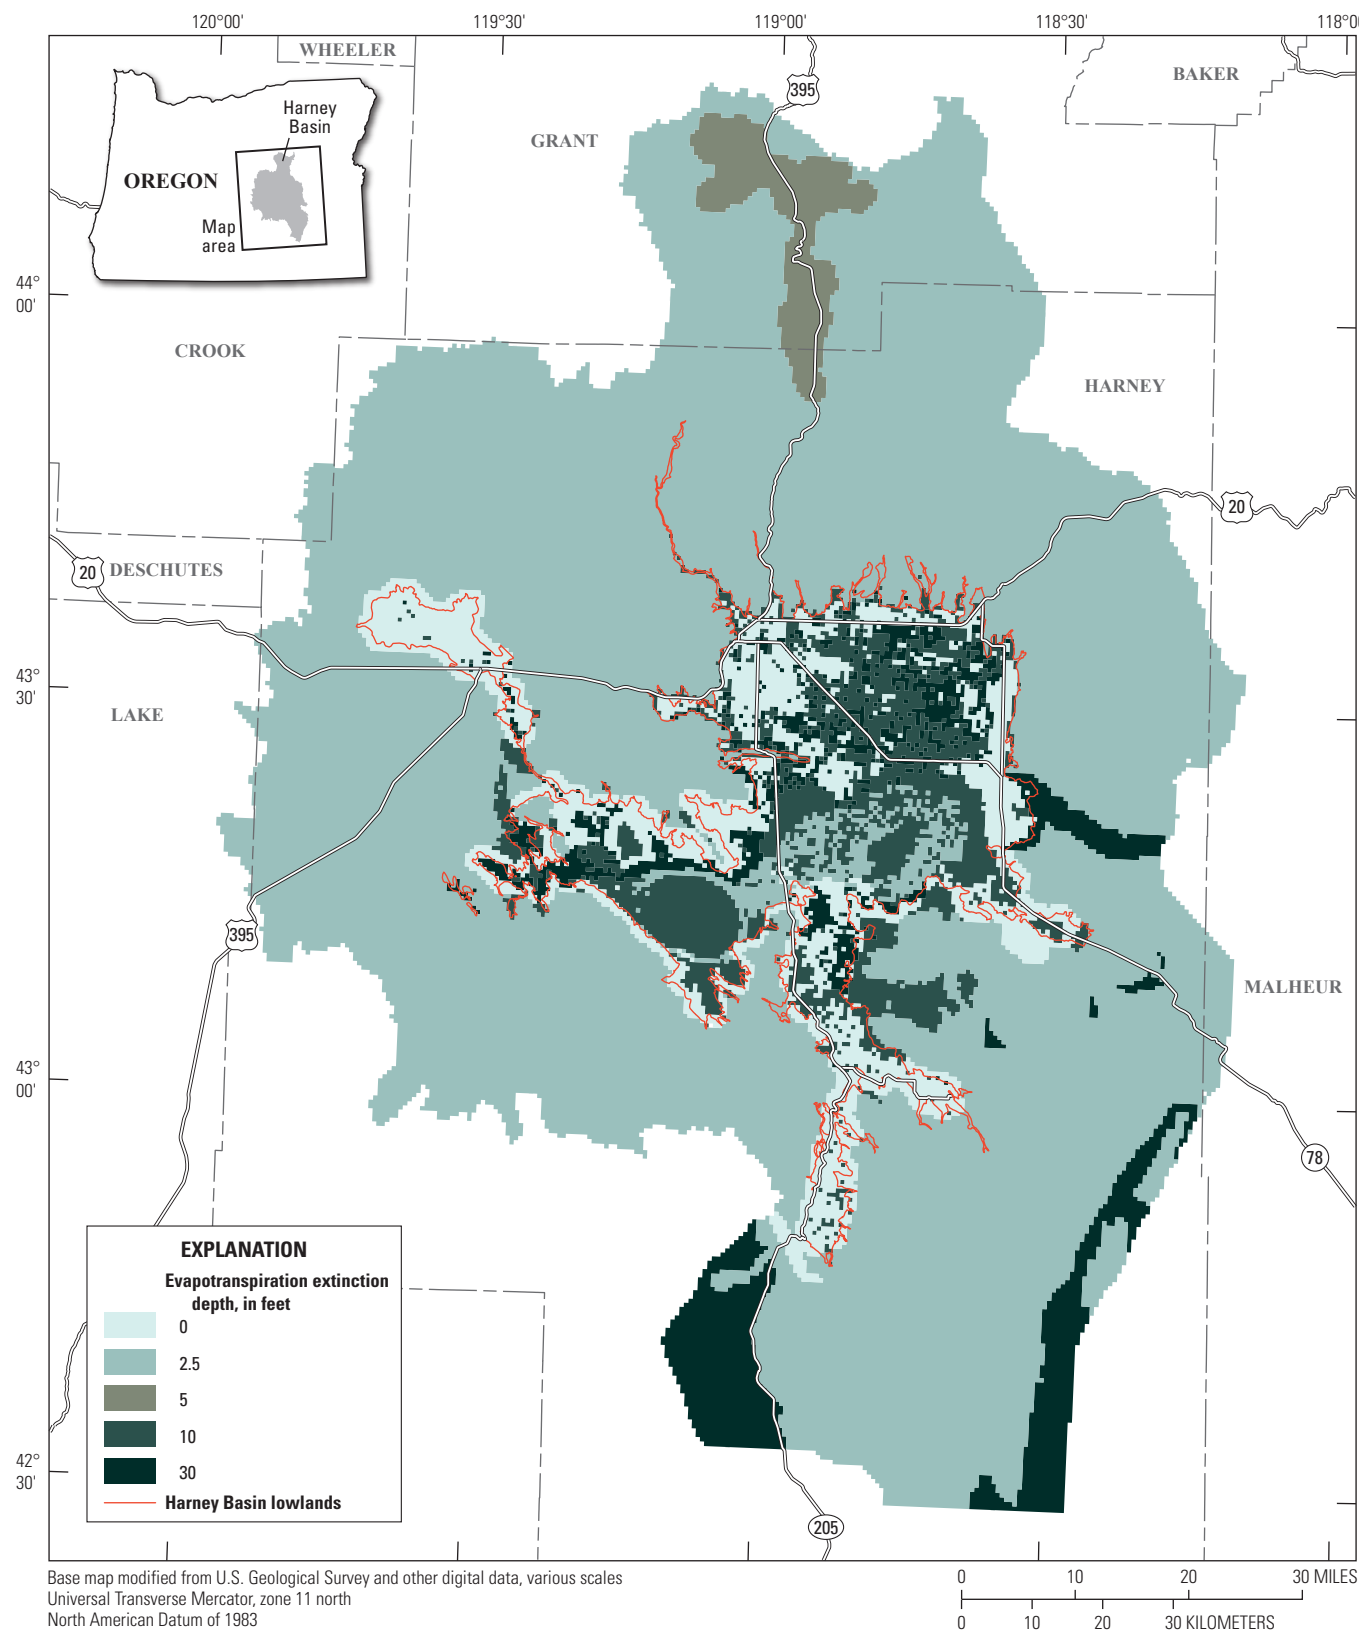 120°00'
119°30'
119°00'
118°30'
118°0
WHEELER
BAKER
395
Harney
Basin
GRANT
OREGON
Map
area
44°
00'
CROOK
HARNEY
20
20
DESCHUTES
43°
30'
LAKE
395
MALHEUR
43°
00'
78
EXPLANATION
Evapotranspiration extinction
depth, in feet
0
2.5
5
10
30
Harney Basin lowlands
42°
30'
205
Base map modified from U.S. Geological Survey and other digital data, various scales
Universal Transverse Mercator, zone 11 north
North American Datum of 1983
0 10 20 30 MILES
0 10 20 30 KILOMETERS